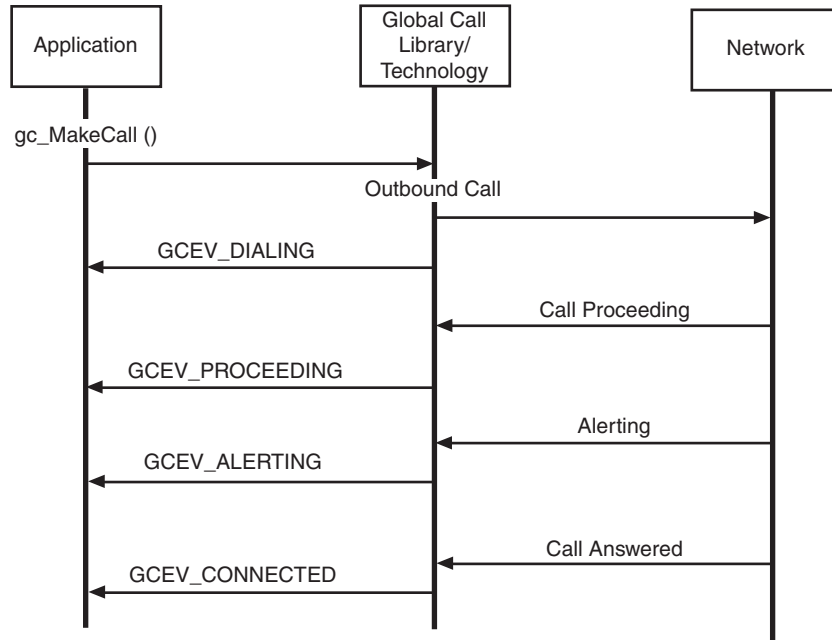 Application
Global Call
Library/
Technology
Network
gc_MakeCall ()
Outbound Call
GCEV_DIALING
Call Proceeding
GCEV_PROCEEDING
Alerting
GCEV_ALERTING
Call Answered
GCEV_CONNECTED